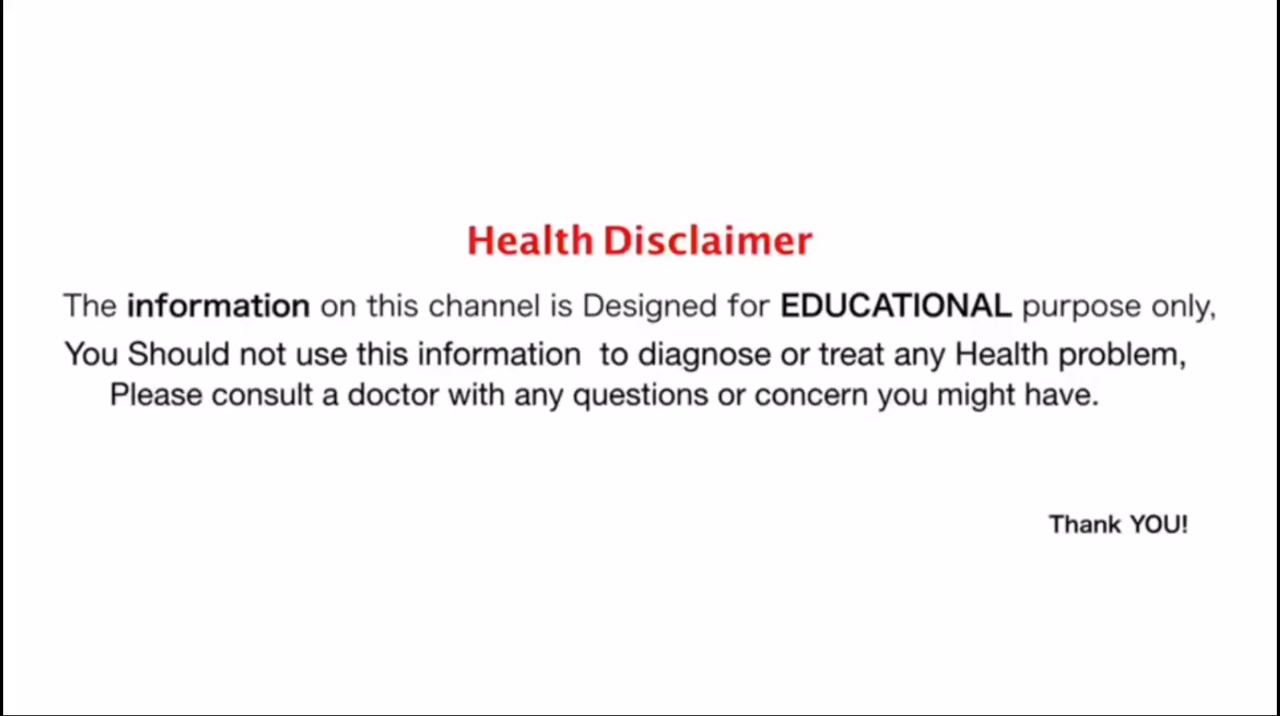 Health Disclaimer
The information on this channel is Designed for EDUCATIONAL purpose only,
You Should not use this information to diagnose or treat any Health problem,
Please consult a doctor with any questions or concern you might have.
Thank YOU!